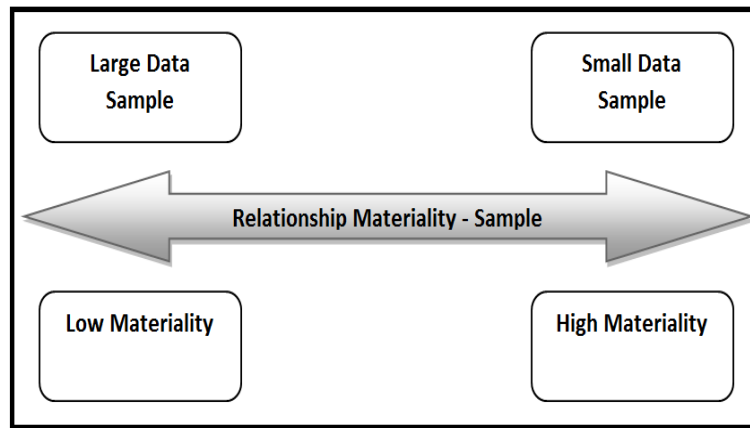 Large Data
Sample
Small Data
Sample
Relationship Materiality - Sample
Low Materiality
High Materiality